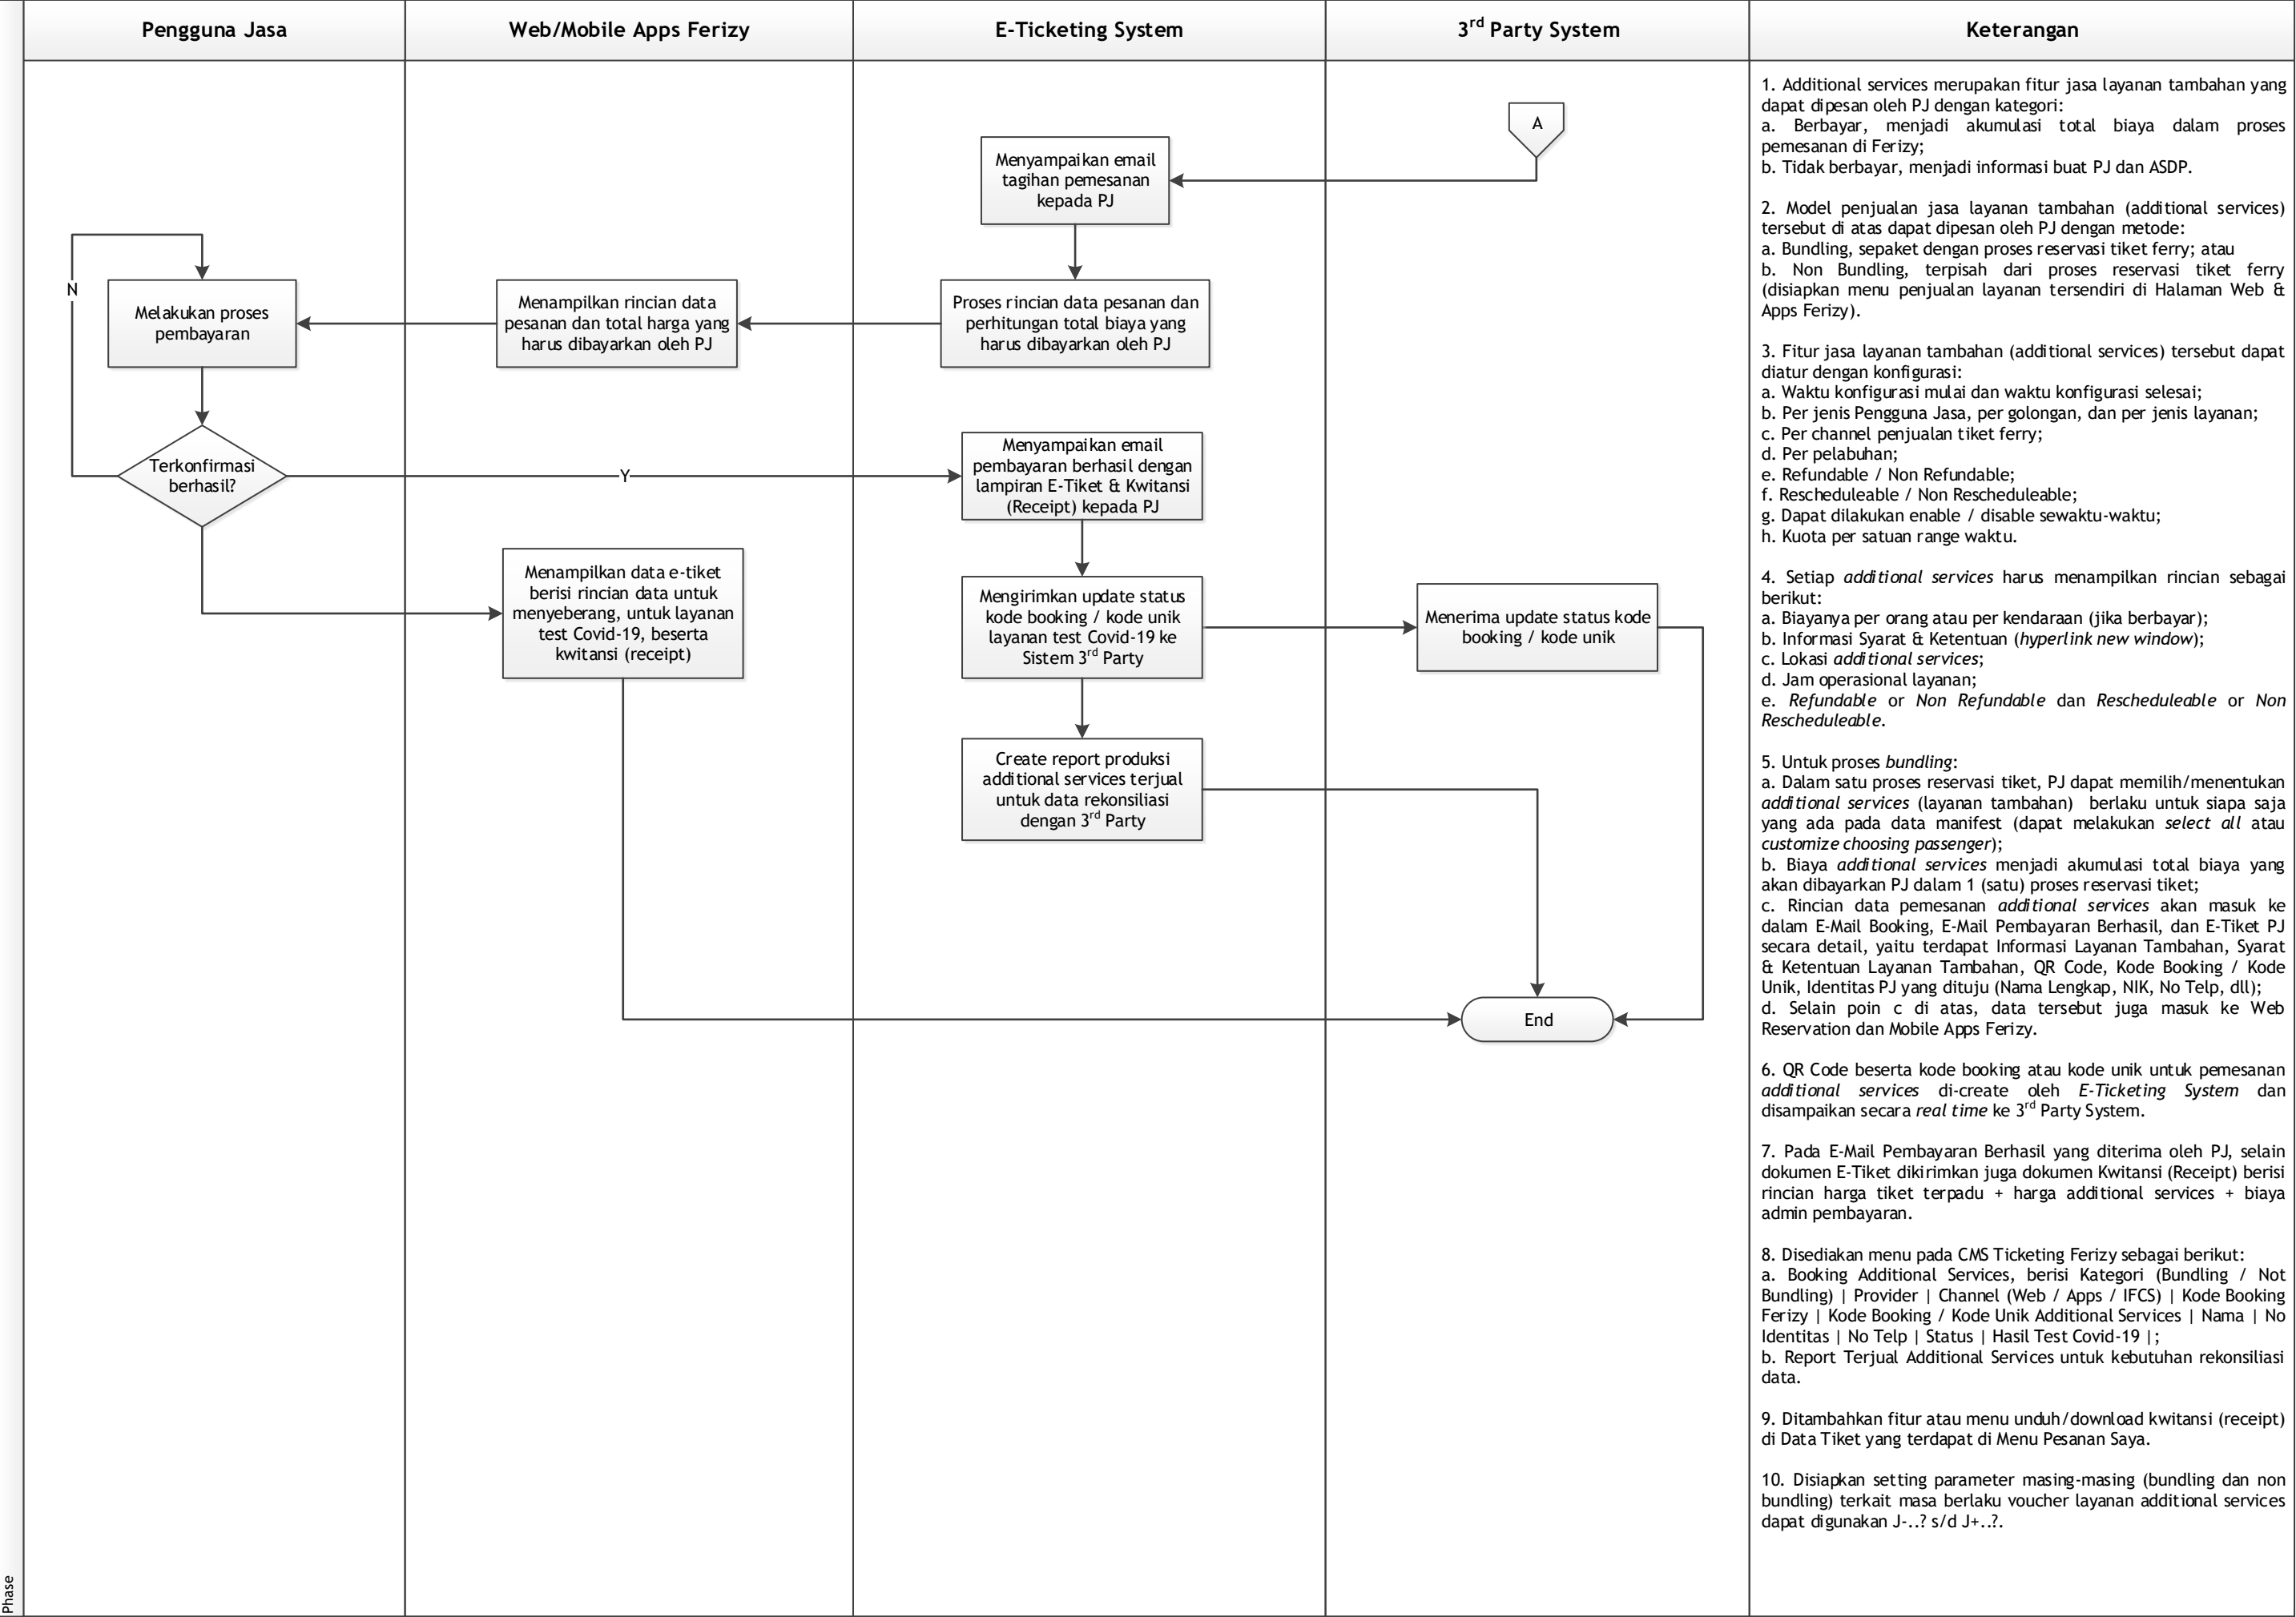 Pengguna Jasa
Web/Mobile Apps Ferizy
E-Ticketing System
3rd Party System
Keterangan
A
Menyampaikan email
tagihan pemesanan
kepada PJ
N
Melakukan proses
pembayaran
Menampilkan rincian data
pesanan dan total harga yang
harus dibayarkan oleh PJ
Proses rincian data pesanan dan
perhitungan total biaya yang
harus dibayarkan oleh PJ
Terkonfirmasi
berhasil?
Y
Menyampaikan email
pembayaran berhasil dengan
lampiran E-Tiket & Kwitansi
(Receipt) kepada PJ
Menampilkan data e-tiket
berisi rincian data untuk
menyeberang, untuk layanan
test Covid-19, beserta
kwitansi (receipt)
Mengirimkan update status
kode booking / kode unik
layanan test Covid-19 ke
Sistem 3rd Party
Menerima update status kode
booking / kode unik
Create report produksi
additional services terjual
untuk data rekonsiliasi
dengan 3rd Party
End
1. Additional services merupakan fitur jasa layanan tambahan yang
dapat dipesan oleh PJ dengan kategori:
a. Berbayar, menjadi akumulasi total biaya dalam proses
pemesanan di Ferizy;
b. Tidak berbayar, menjadi informasi buat PJ dan ASDP.
2. Model penjualan jasa layanan tambahan (additional services)
tersebut di atas dapat dipesan oleh PJ dengan metode:
a. Bundling, sepaket dengan proses reservasi tiket ferry; atau
b. Non Bundling, terpisah dari proses reservasi tiket ferry
(disiapkan menu penjualan layanan tersendiri di Halaman Web &
Apps Ferizy).
3. Fitur jasa layanan tambahan (additional services) tersebut dapat
diatur dengan konfigurasi:
a. Waktu konfigurasi mulai dan waktu konfigurasi selesai;
b. Per jenis Pengguna Jasa, per golongan, dan per jenis layanan;
c. Per channel penjualan tiket ferry;
d. Per pelabuhan;
e. Refundable / Non Refundable;
f. Rescheduleable / Non Rescheduleable;
g. Dapat dilakukan enable / disable sewaktu-waktu;
h. Kuota per satuan range waktu.
4. Setiap additional services harus menampilkan rincian sebagai
berikut:
a. Biayanya per orang atau per kendaraan (jika berbayar);
b. Informasi Syarat & Ketentuan (hyperlink new window);
c. Lokasi additional services;
d. Jam operasional layanan;
e. Refundable or Non Refundable dan Rescheduleable or Non
Rescheduleable.
5. Untuk proses bundling:
a. Dalam satu proses reservasi tiket, PJ dapat memilih/menentukan
additional services (layanan tambahan) berlaku untuk siapa saja
yang ada pada data manifest (dapat melakukan select all atau
customize choosing passenger);
b. Biaya additional services menjadi akumulasi total biaya yang
akan dibayarkan PJ dalam 1 (satu) proses reservasi tiket;
c. Rincian data pemesanan additional services akan masuk ke
dalam E-Mail Booking, E-Mail Pembayaran Berhasil, dan E-Tiket PJ
secara detail, yaitu terdapat Informasi Layanan Tambahan, Syarat
& Ketentuan Layanan Tambahan, QR Code, Kode Booking / Kode
Unik, Identitas PJ yang dituju (Nama Lengkap, NIK, No Telp, dll);
d. Selain poin c di atas, data tersebut juga masuk ke Web
Reservation dan Mobile Apps Ferizy.
6. QR Code beserta kode booking atau kode unik untuk pemesanan
additional services di-create oleh E-Ticketing System dan
disampaikan secara real time ke 3rd Party System.
7. Pada E-Mail Pembayaran Berhasil yang diterima oleh PJ, selain
dokumen E-Tiket dikirimkan juga dokumen Kwitansi (Receipt) berisi
rincian harga tiket terpadu + harga additional services + biaya
admin pembayaran.
8. Disediakan menu pada CMS Ticketing Ferizy sebagai berikut:
a. Booking Additional Services, berisi Kategori (Bundling / Not
Bundling) | Provider | Channel (Web / Apps / IFCS) | Kode Booking
Ferizy | Kode Booking / Kode Unik Additional Services | Nama | No
Identitas | No Telp | Status | Hasil Test Covid-19 |;
b. Report Terjual Additional Services untuk kebutuhan rekonsiliasi
data.
9. Ditambahkan fitur atau menu unduh/download kwitansi (receipt)
di Data Tiket yang terdapat di Menu Pesanan Saya.
10. Disiapkan setting parameter masing-masing (bundling dan non
bundling) terkait masa berlaku voucher layanan additional services
dapat digunakan J-..? s/d J+..?.
Phase